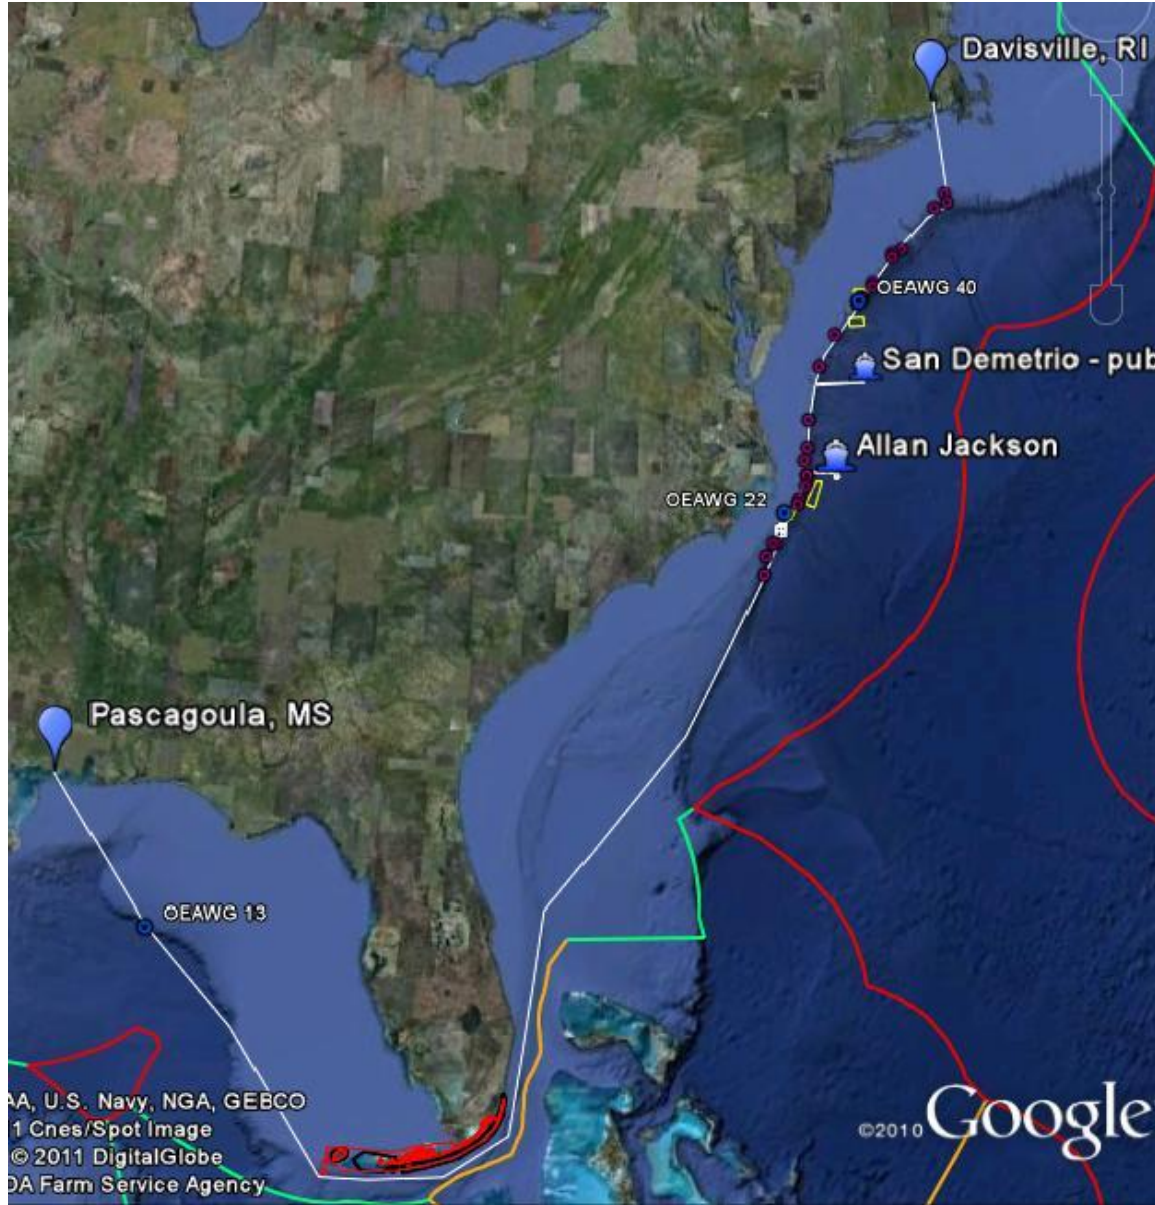 Davisville, RI
OEAWG 40
San Demetrio - pub
Allan Jackson
OEAWG 22
Pascagoula, MS
OEAWG 13
AA, U.S. Navy, NGA, GEBCO
1 Cnes/Spot Image
© 2011 DigitalGlobe
DA Farm Service Agency
©2010 Google